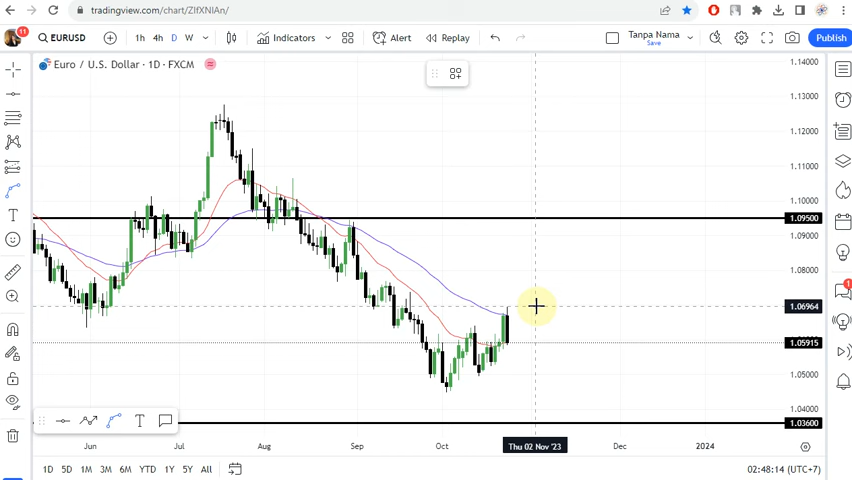 tradingview.com/chart/ZIfXNIAn/
11
EURUSD
1h 4h D W
Indicators
Alert
Replay
Tanpa Nama
Save
Publish
Euro / U.S. Dollar · 1D · FXCM
1.14000
1.13000
1.12000
1.11000
1.10000
1.09500
1.09000
1.08000
1.06964
1.05915
1.05000
1.04000
1.03600
1
T
T
Jun Jul Aug Sep Oct Thu 02 Nov '23 Dec 2024
1D 5D 1M 3M 6M YTD 1Y 5Y All
02:48:14 (UTC+7)